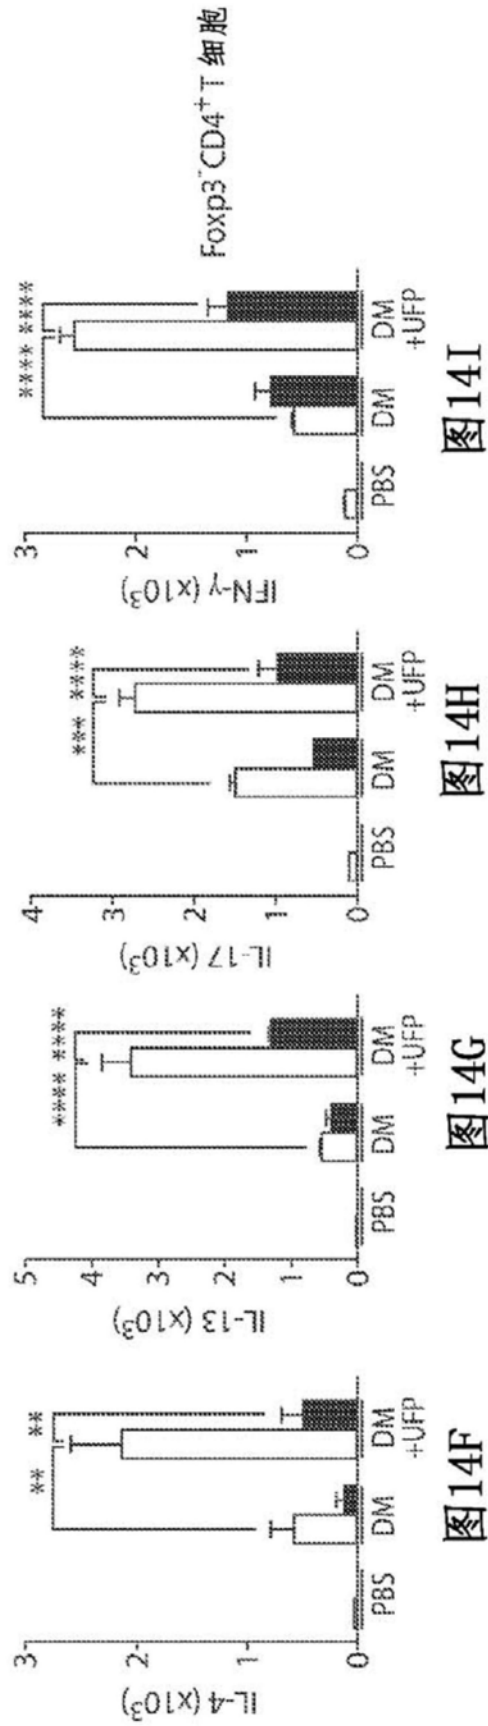 IL-4 (x10³)
3
2
1
0
** **
PBS DM DM
+UFP
图14F
IL-13 (x10³)
5
4
3
2
1
0
**** ****
PBS DM DM
+UFP
图14G
IL-17 (x10³)
4
3
2
1
0
*** ****
PBS DM DM
+UFP
图14H
IFN-γ (x10³)
3
2
1
0
**** ****
PBS DM DM
+UFP
图14I
Foxp3⁻CD4⁺T 细胞